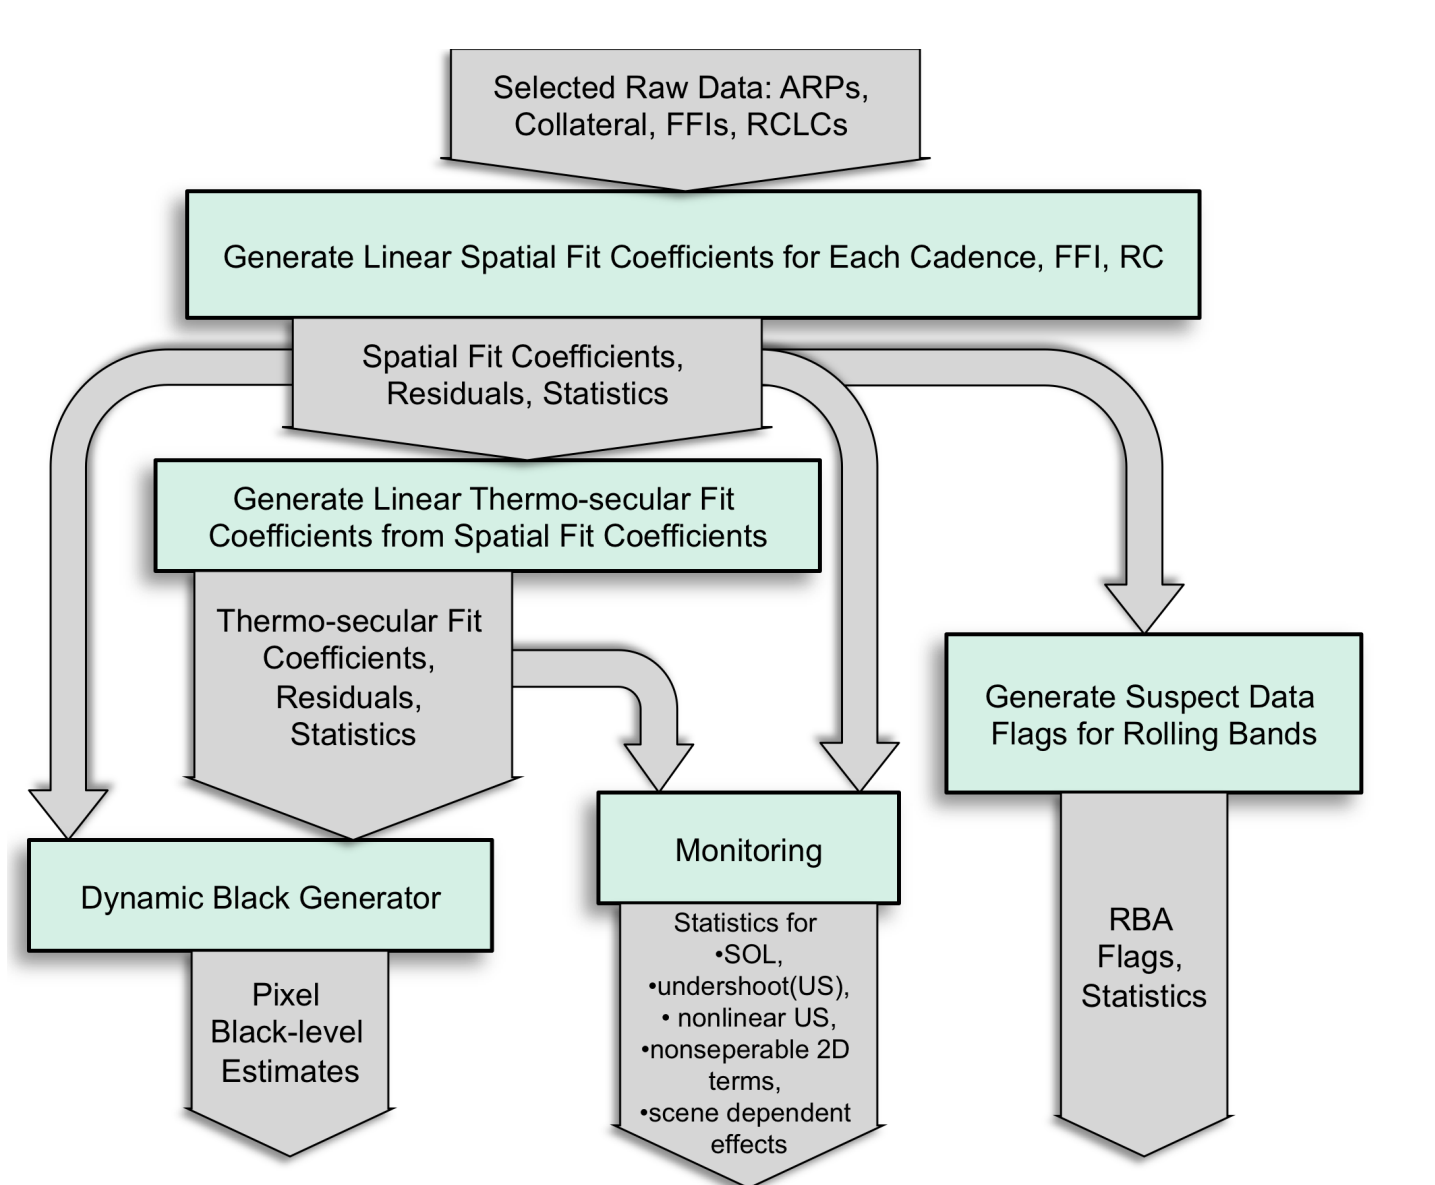 Selected Raw Data: ARPs,
Collateral, FFIs, RCLCs
Generate Linear Spatial Fit Coefficients for Each Cadence, FFI, RC
Spatial Fit Coefficients,
Residuals, Statistics
Generate Linear Thermo-secular Fit
Coefficients from Spatial Fit Coefficients
Thermo-secular Fit
Coefficients,
Residuals,
Statistics
Generate Suspect Data
Flags for Rolling Bands
Dynamic Black Generator
Monitoring
Pixel
Black-level
Estimates
Statistics for
•SOL,
•undershoot(US),
• nonlinear US,
•nonseperable 2D
terms,
•scene dependent
effects
RBA
Flags,
Statistics